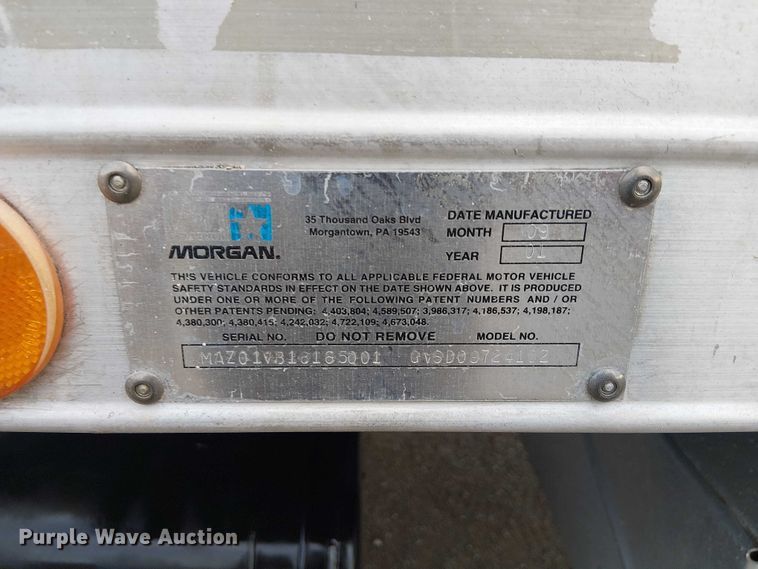 35 Thousand Oaks Blvd
Morgantown, PA 19543
MORGAN.
DATE MANUFACTURED
MONTH 09
YEAR 01
THIS VEHICLE CONFORMS TO ALL APPLICABLE FEDERAL MOTOR VEHICLE
SAFETY STANDARDS IN EFFECT ON THE DATE SHOWN ABOVE. IT IS PRODUCED
UNDER ONE OR MORE OF THE FOLLOWING PATENT NUMBERS AND / OR
OTHER PATENTS PENDING: 4,403,804; 4,589,507; 3,986,317; 4,186,537; 4,198,187;
4,380,300; 4,380,415; 4,242,032; 4,722,109; 4,673,048.
SERIAL NO. DO NOT REMOVE MODEL NO.
Purple Wave Auction